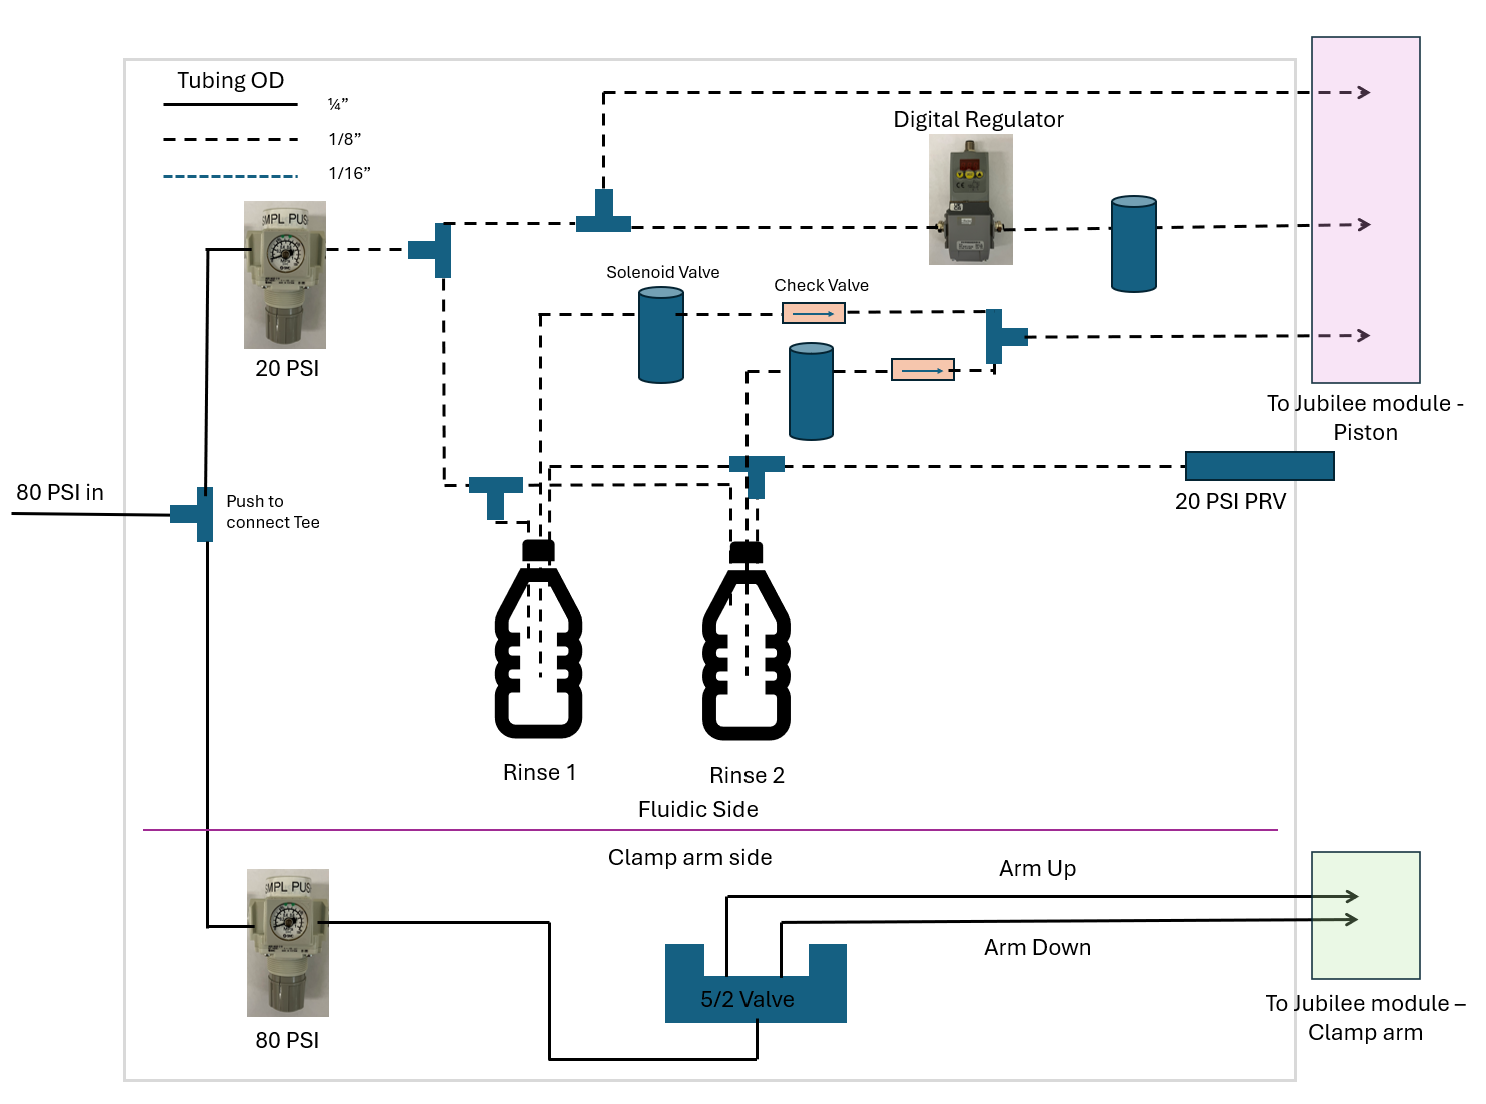 Tubing OD
¼”
1/8”
1/16”
Digital Regulator
SMPL PUS
20 PSI
Solenoid Valve
Check Valve
To Jubilee module -
Piston
80 PSI in
Push to
connect Tee
20 PSI PRV
Rinse 1
Rinse 2
Fluidic Side
Clamp arm side
Arm Up
Arm Down
SMPL PUS
5/2 Valve
80 PSI
To Jubilee module –
Clamp arm